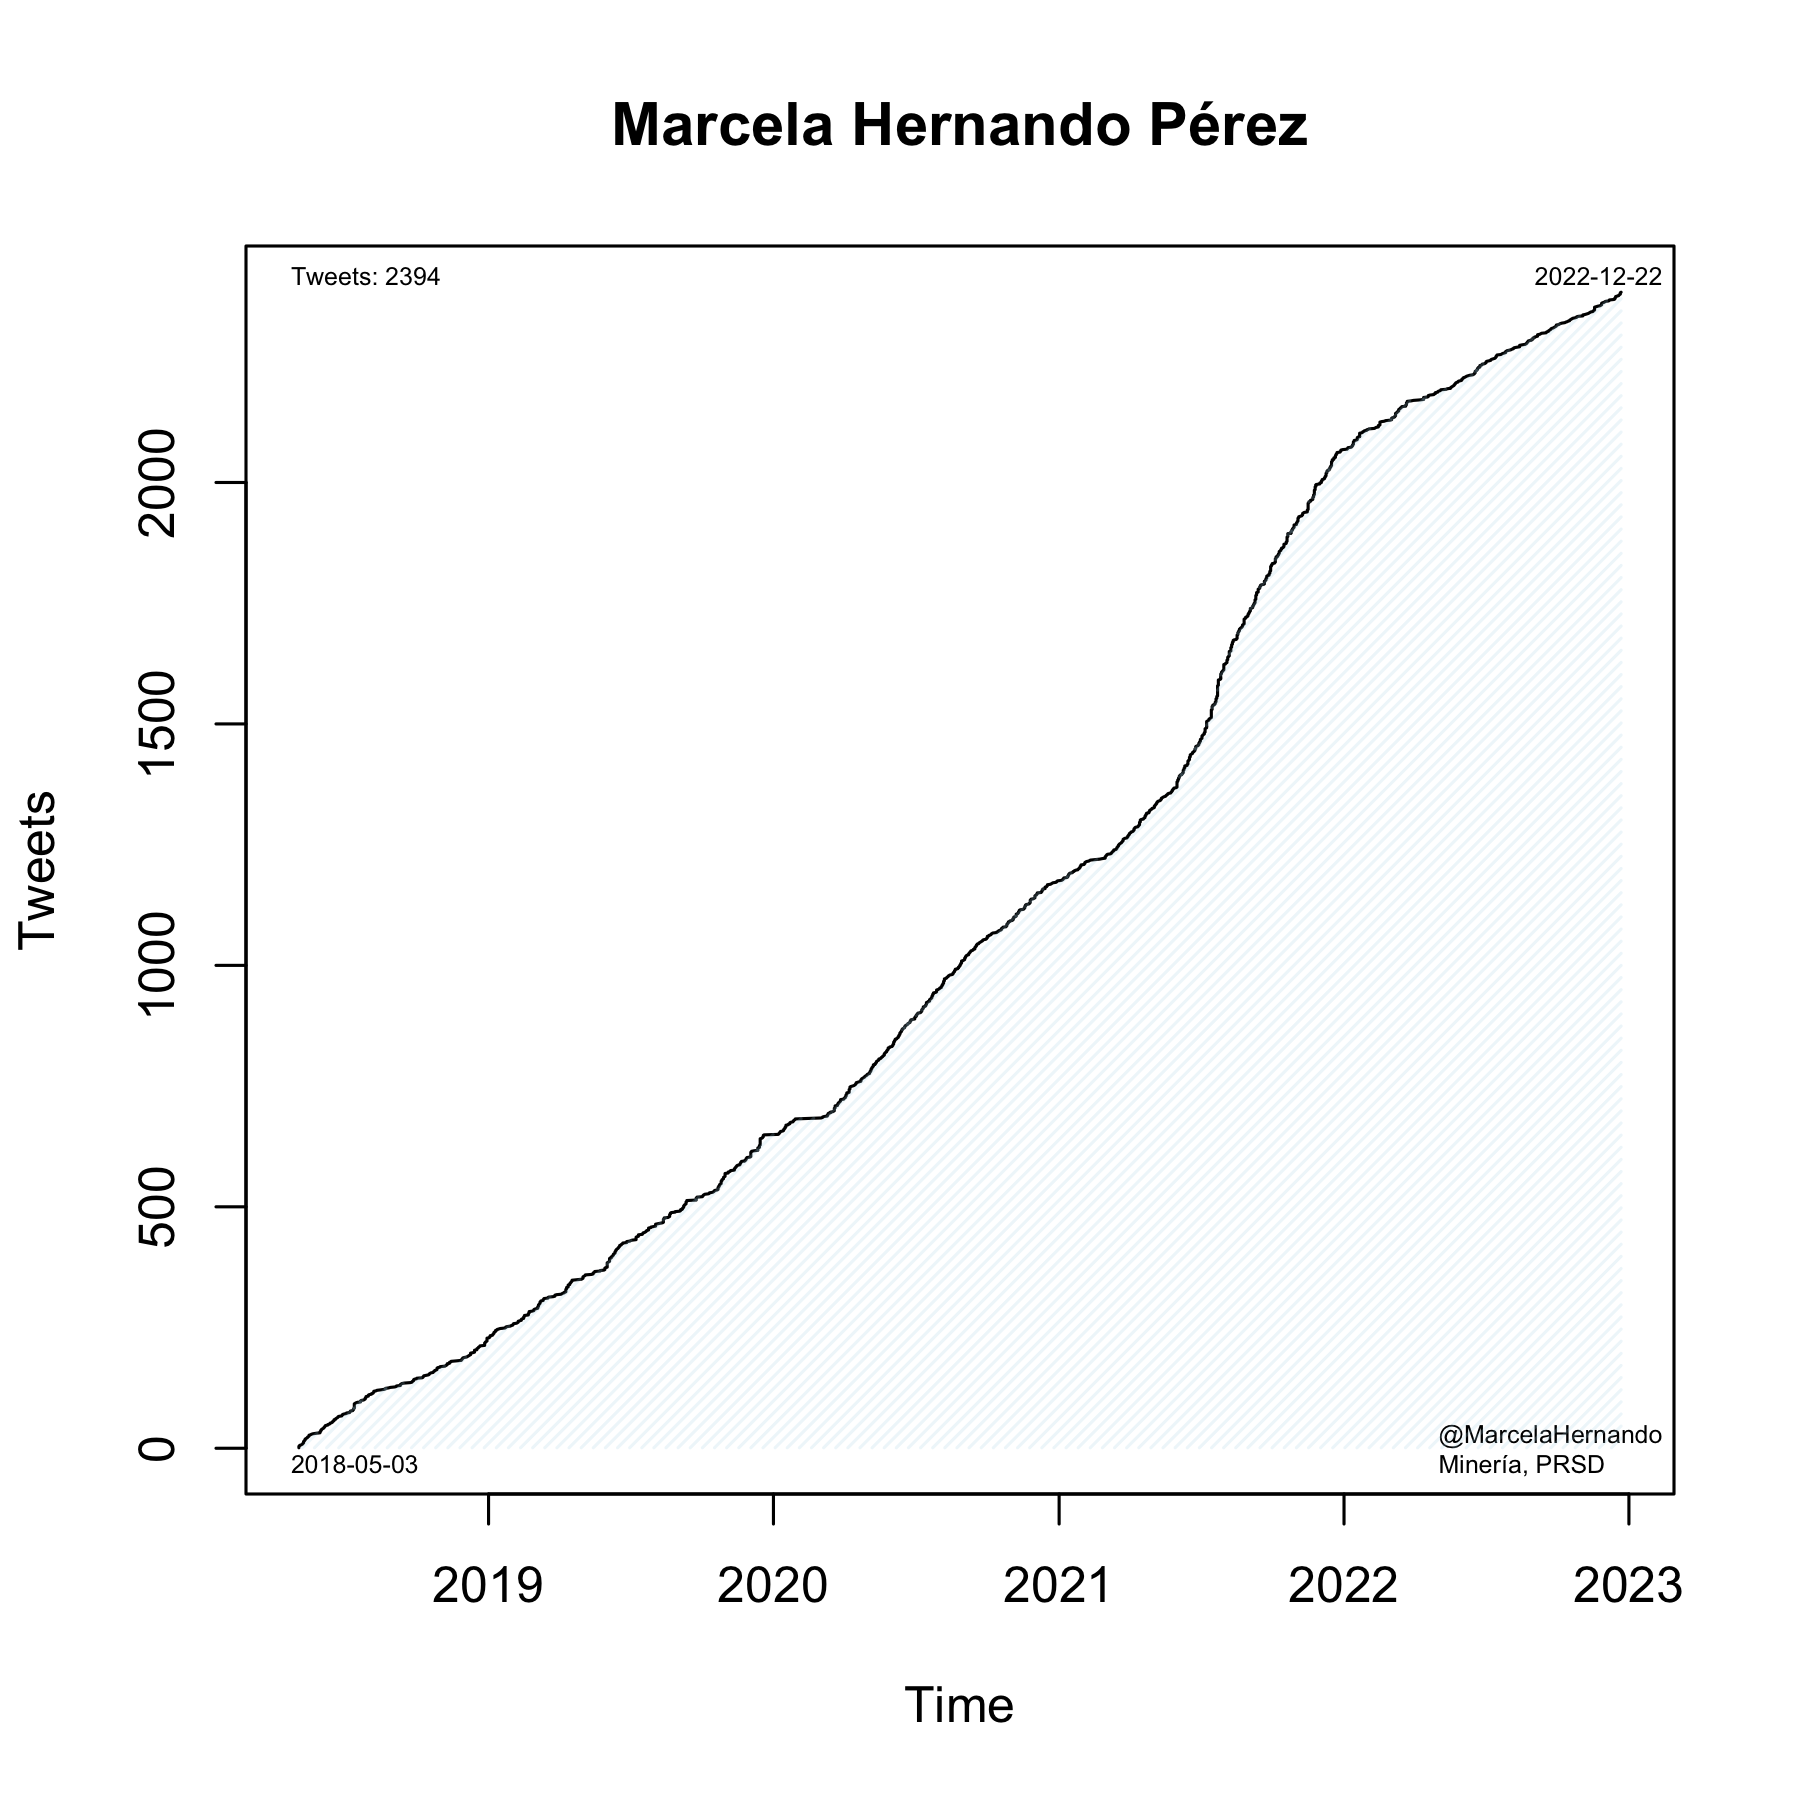 Marcela Hernando Pérez
Tweets: 2394
2022-12-22
Tweets
2000
1500
1000
500
0
2018-05-03
@MarcelaHernando
Minería, PRSD
2019
2020
2021
2022
2023
Time